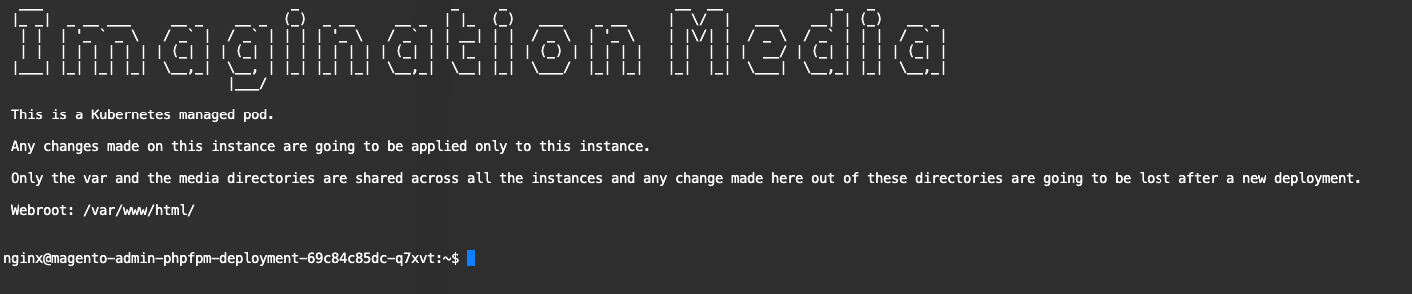 Imagination Media
This is a Kubernetes managed pod.
Any changes made on this instance are going to be applied only to this instance.
Only the var and the media directories are shared across all the instances and any change made here out of these directories are going to be lost after a new deployment.
Webroot: /var/www/html/
nginx@magento-admin-phpfpm-deployment-69c84c85dc-q7xvt:~$